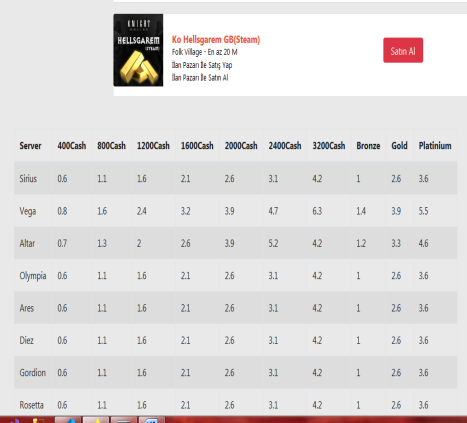 KNIGHT
HELLSGAREM
(STEAM)
Ko Hellsgarem GB(Steam)
Folk Village - En az 20 M
İlan Pazarı İle Satış Yap
İlan Pazarı İle Satın Al
Satın Al
Server 400Cash 800Cash 1200Cash 1600Cash 2000Cash 2400Cash 3200Cash Bronze Gold Platinium
Sirius 0.6 1.1 1.6 2.1 2.6 3.1 4.2 1 2.6 3.6
Vega 0.8 1.6 2.4 3.2 3.9 4.7 6.3 1.4 3.9 5.5
Altar 0.7 1.3 2 2.6 3.9 5.2 4.2 1.2 3.3 4.6
Olympia 0.6 1.1 1.6 2.1 2.6 3.1 4.2 1 2.6 3.6
Ares 0.6 1.1 1.6 2.1 2.6 3.1 4.2 1 2.6 3.6
Diez 0.6 1.1 1.6 2.1 2.6 3.1 4.2 1 2.6 3.6
Gordion 0.6 1.1 1.6 2.1 2.6 3.1 4.2 1 2.6 3.6
Rosetta 0.6 1.1 1.6 2.1 2.6 3.1 4.2 1 2.6 3.6